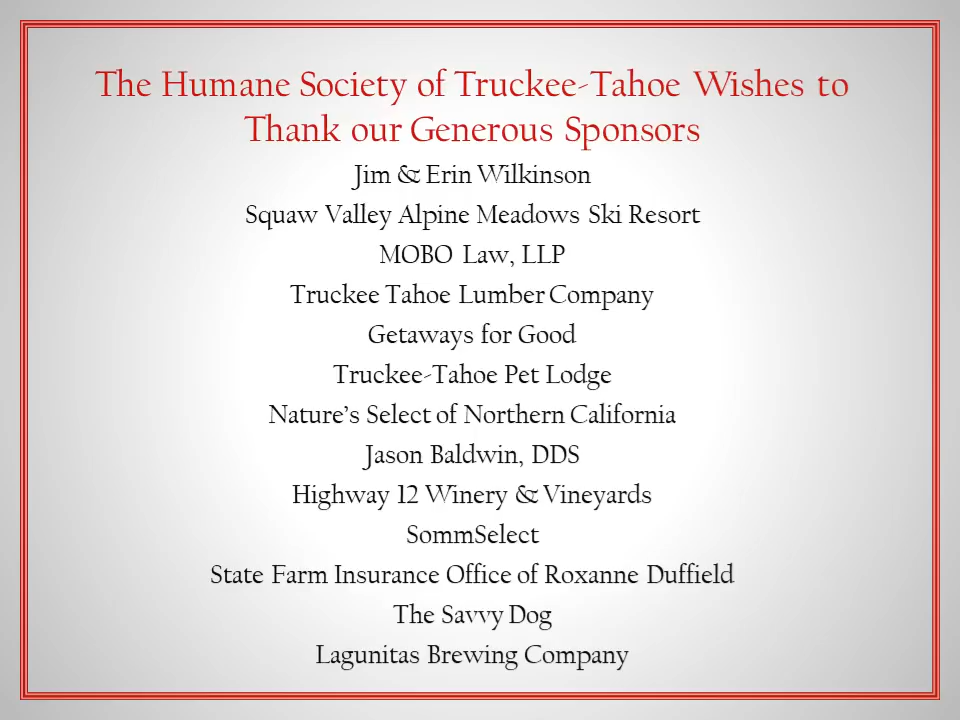 The Humane Society of Truckee-Tahoe Wishes to
Thank our Generous Sponsors
Jim & Erin Wilkinson
Squaw Valley Alpine Meadows Ski Resort
MOBO Law, LLP
Truckee Tahoe Lumber Company
Getaways for Good
Truckee-Tahoe Pet Lodge
Nature’s Select of Northern California
Jason Baldwin, DDS
Highway 12 Winery & Vineyards
SommSelect
State Farm Insurance Office of Roxanne Duffield
The Savvy Dog
Lagunitas Brewing Company